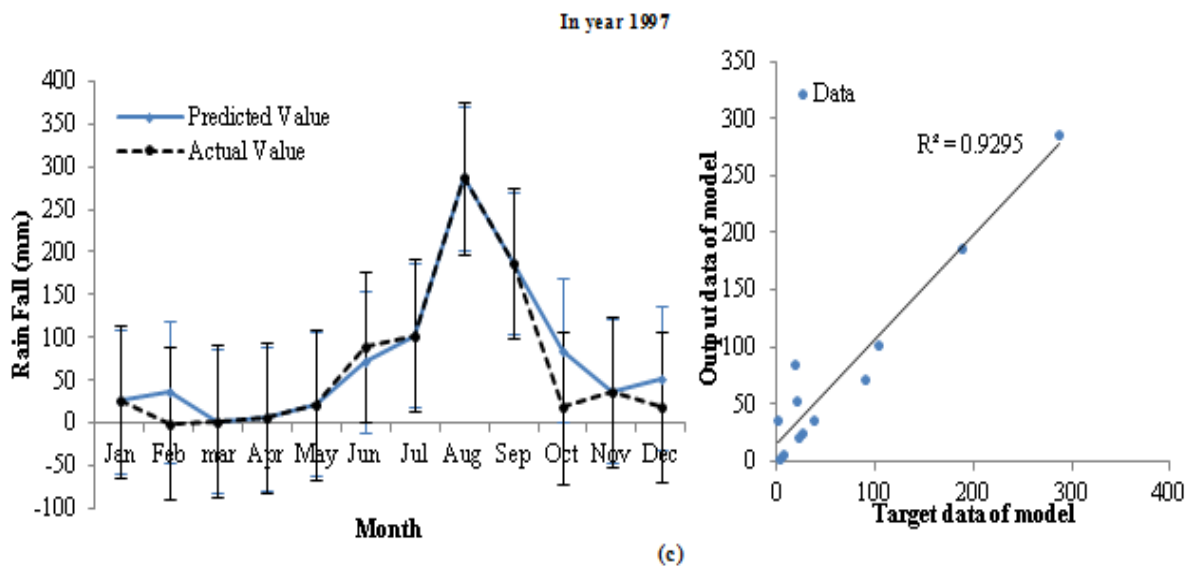 In year 1997
400
350
300
250
200
150
100
50
0
-50
-100
Rain Fall (mm)
Predicted Value
Actual Value
Jan Feb mar Apr May Jun Jul Aug Sep Oct Nov Dec
Month
350
300
250
200
150
100
50
0
Ouput data of model
Data
R² = 0.9295
0 100 200 300 400
Target data of model
(c)